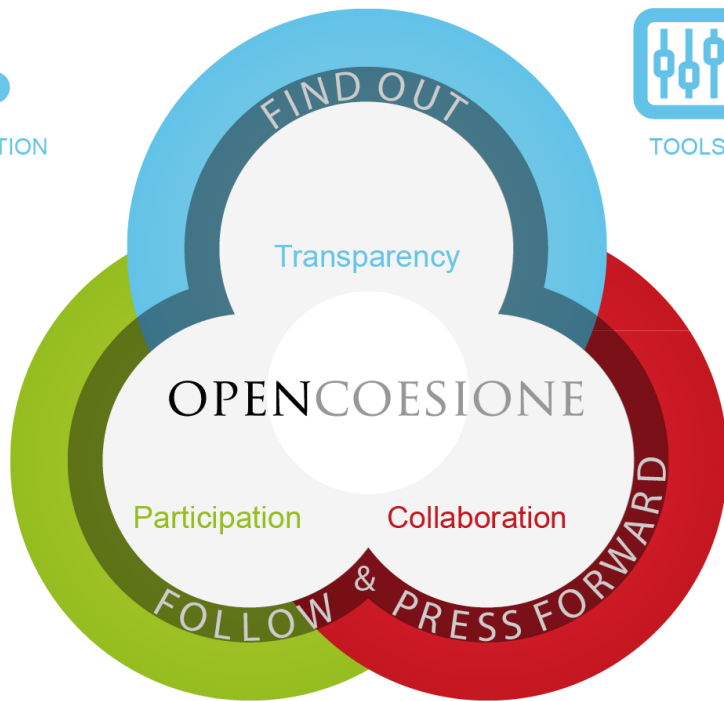 FIND OUT
TION
TOOLS
Transparency
OPENCOESIONE
Participation
Collaboration
FOLLOW & PRESS FORWARD